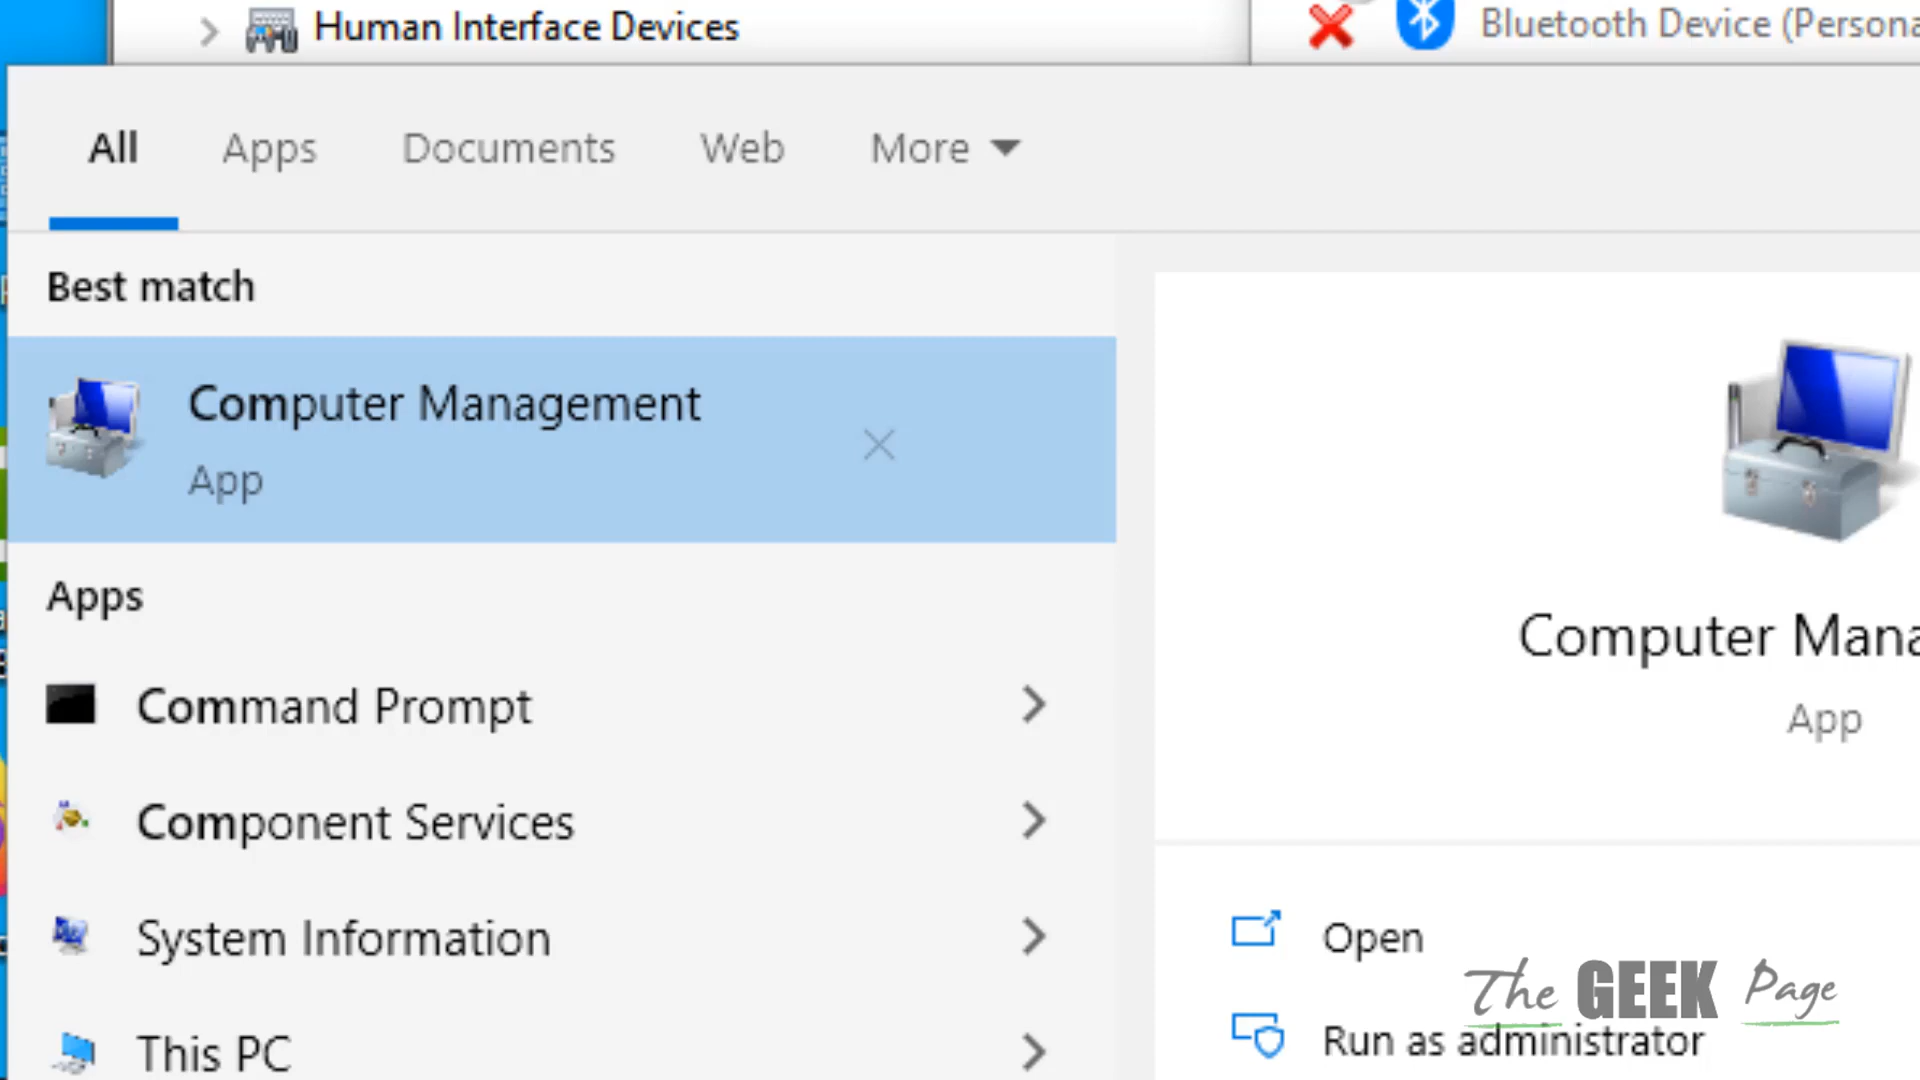 Human Interface Devices
Bluetooth Device (Persona
All Apps Documents Web More
Best match
Computer Management
App
Apps
Command Prompt
Component Services
System Information
This PC
Computer Mana
App
Open
Run as administrator
The GEEK Page